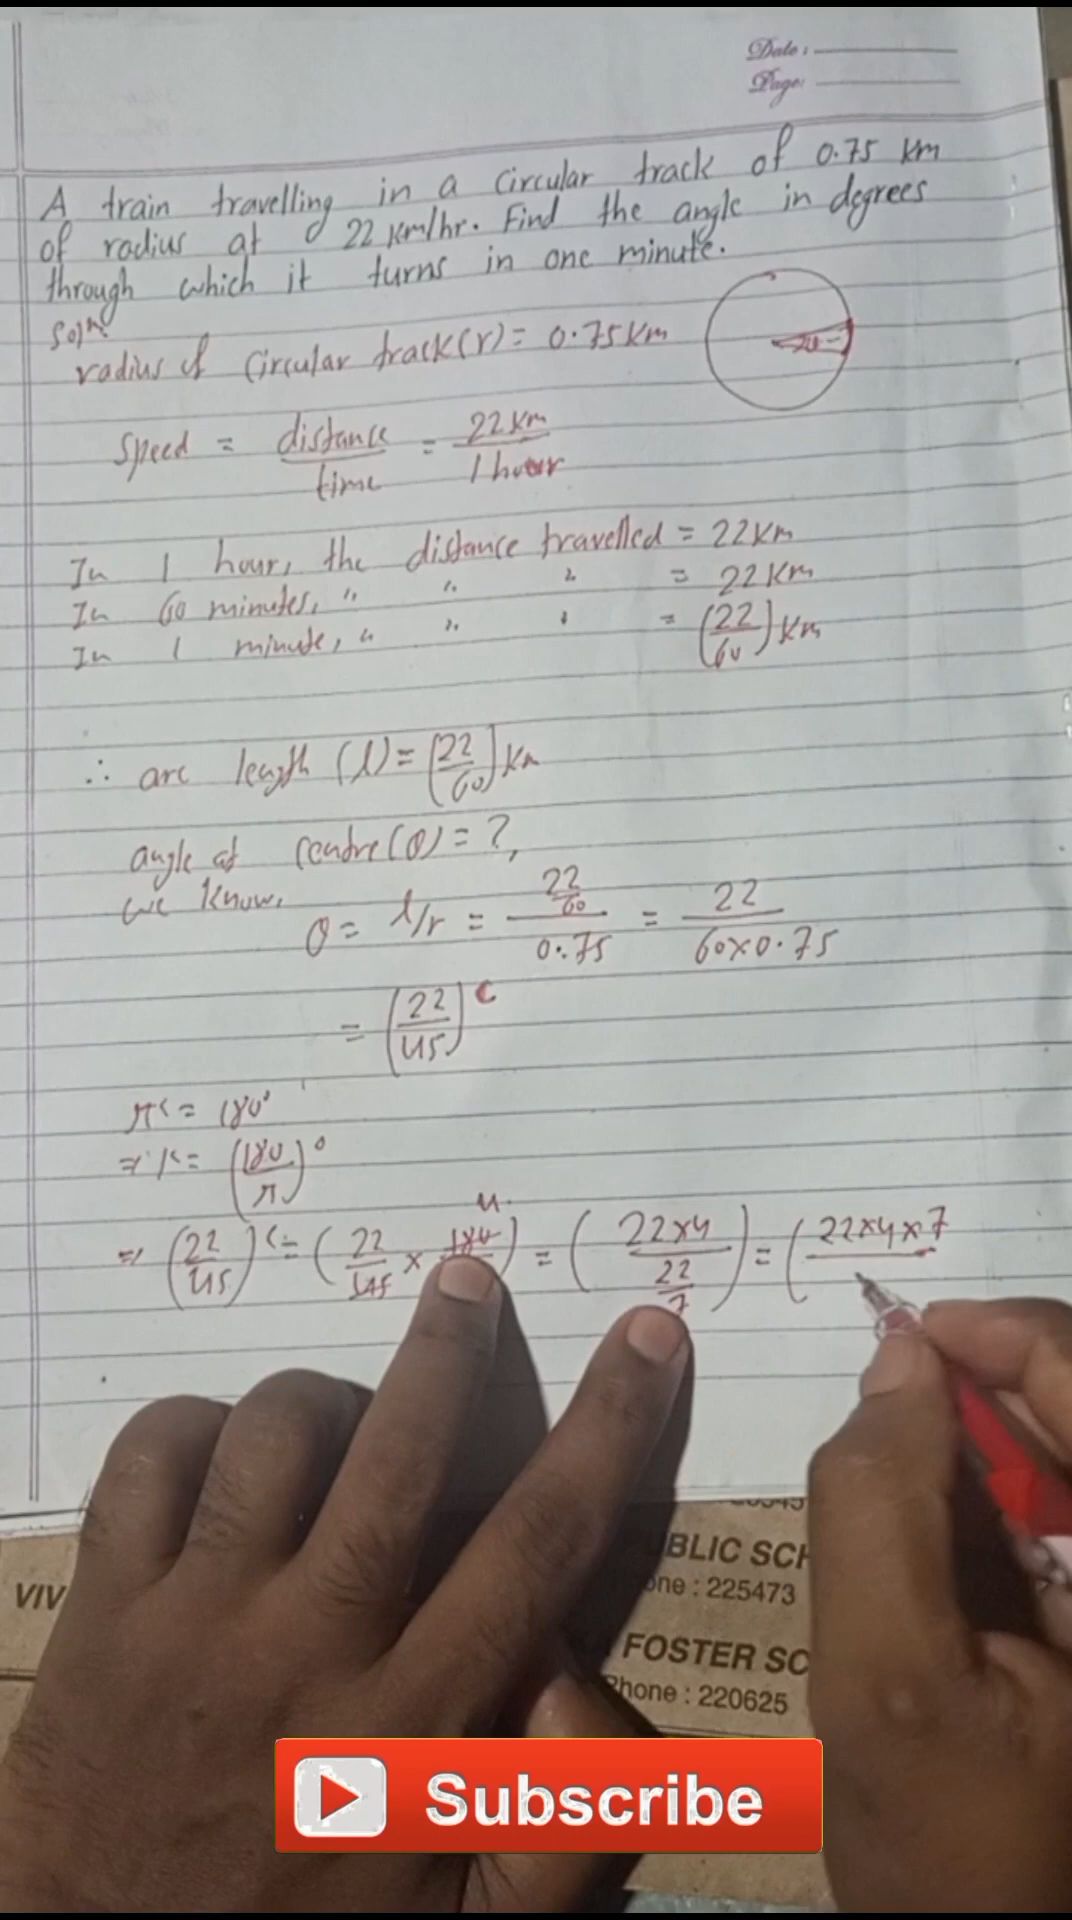 Date:
Page:
A train travelling in a circular track of 0.75 km
of radius at 22 km/hr. Find the angle in degrees
through which it turns in one minute.
Soln
radius of circular track(r) = 0.75 km
Speed = distance/time = 22 km/1 hour
In 1 hour, the distance travelled = 22 km
In 60 minutes, " " " = 22 km
In 1 minute, " " " = (22/60) km
∴ arc length (l) = (22/60) km
angle at centre (θ) = ?,
we know,
θ = l/r = 22/60/0.75 = 22/60×0.75
= (22/45)ᶜ
πᶜ = 180°
⇒ 1ᶜ = (180/π)°
⇒ (22/45)ᶜ = (22/45 × 180 4) = (22×4/22/7) = (22×4×7
VIV
UBLIC SCH
one : 225473
FOSTER SC
Phone : 220625
Subscribe